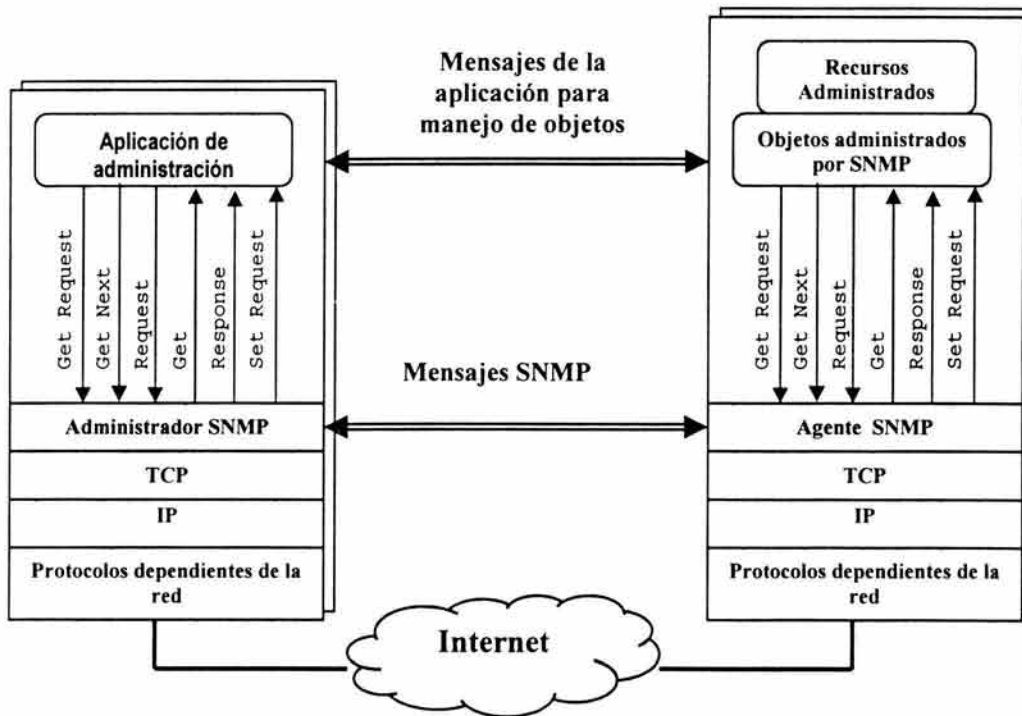 Mensajes de la
aplicación para
manejo de objetos
Aplicación de
administración
Get Request
Get Next
Request
Get
Response
Set Request
Mensajes SNMP
Administrador SNMP
TCP
IP
Protocolos dependientes de la
red
Recursos
Administrados
Objetos administrados
por SNMP
Get Request
Get Next
Request
Get
Response
Set Request
Agente SNMP
TCP
IP
Protocolos dependientes de la
red
Internet